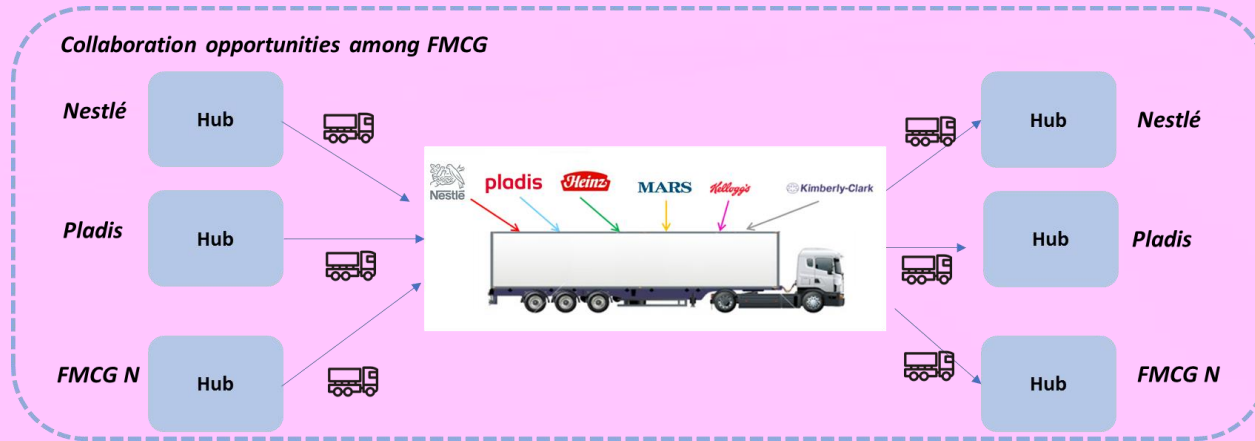 Collaboration opportunities among FMCG
Nestlé
Hub
Hub
Nestlé
Nestlé
pladis
Heinz
MARS
Kellogg's
Kimberly-Clark
Pladis
Hub
Hub
Pladis
FMCG N
Hub
Hub
FMCG N